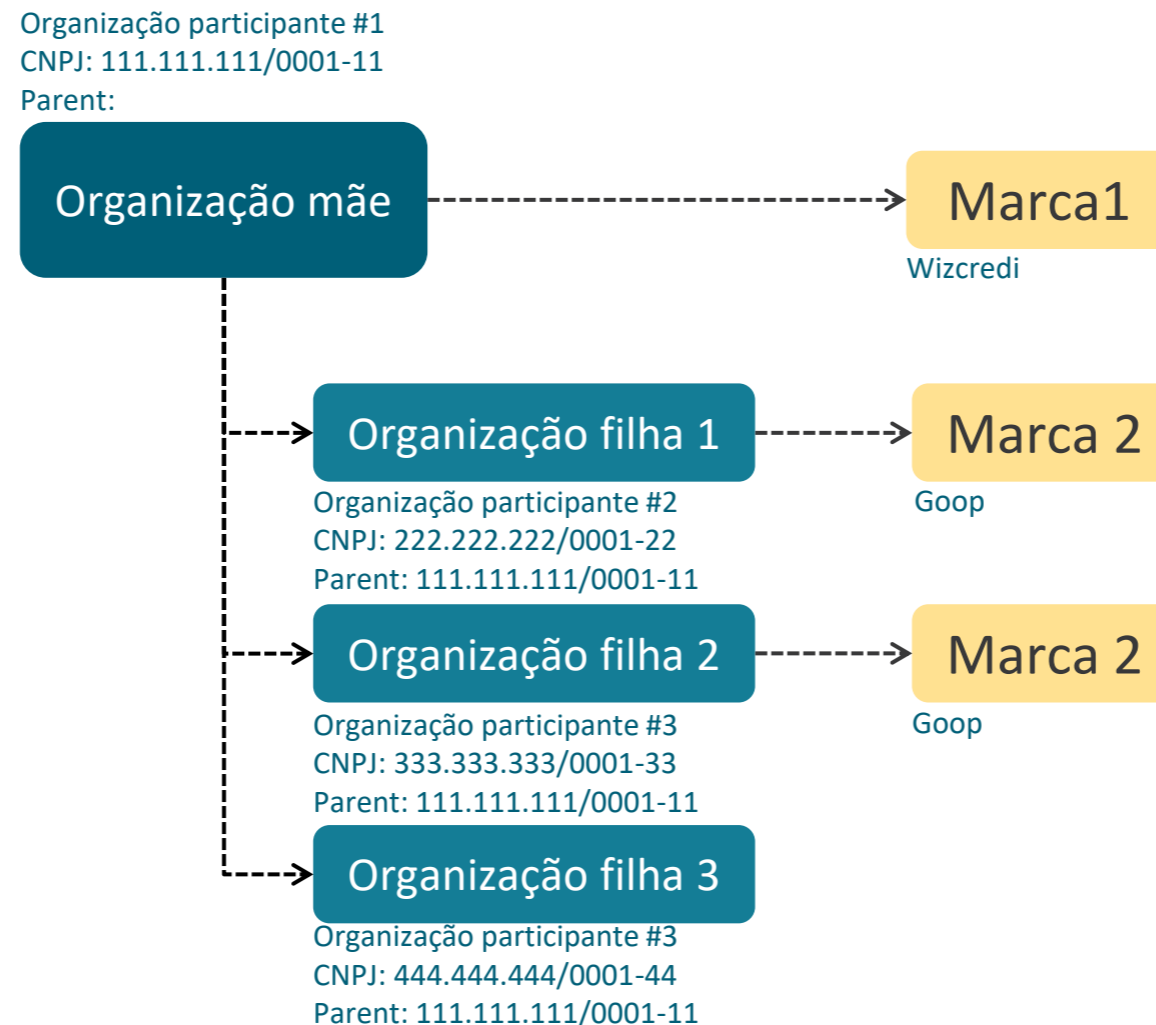 Organização participante #1
CNPJ: 111.111.111/0001-11
Parent:
Organização mãe
Marca1
Wizcredi
Organização filha 1
Marca 2
Organização participante #2
CNPJ: 222.222.222/0001-22
Parent: 111.111.111/0001-11
Goop
Organização filha 2
Marca 2
Organização participante #3
CNPJ: 333.333.333/0001-33
Parent: 111.111.111/0001-11
Goop
Organização filha 3
Organização participante #3
CNPJ: 444.444.444/0001-44
Parent: 111.111.111/0001-11